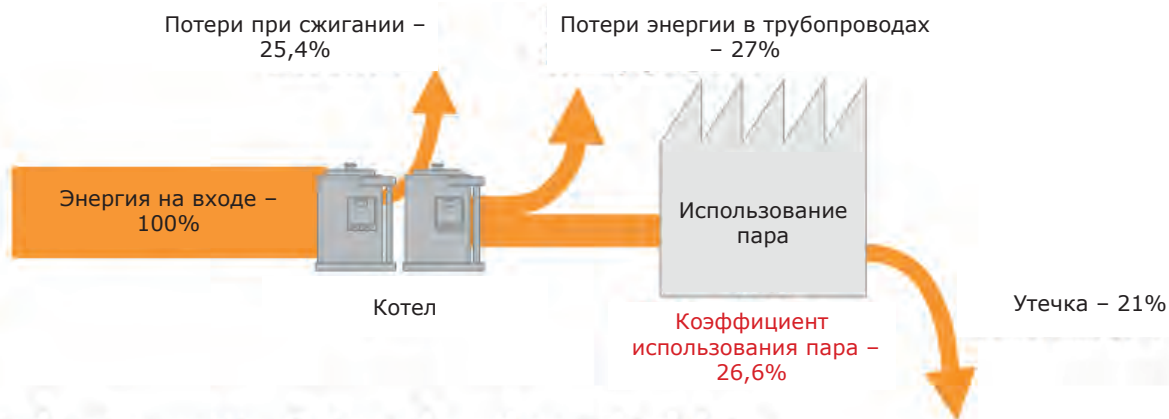 Потери при сжигании –
25,4%
Потери энергии в трубопроводах
– 27%
Энергия на входе –
100%
Использование
пара
Котел
Утечка – 21%
Коэффициент
использования пара –
26,6%